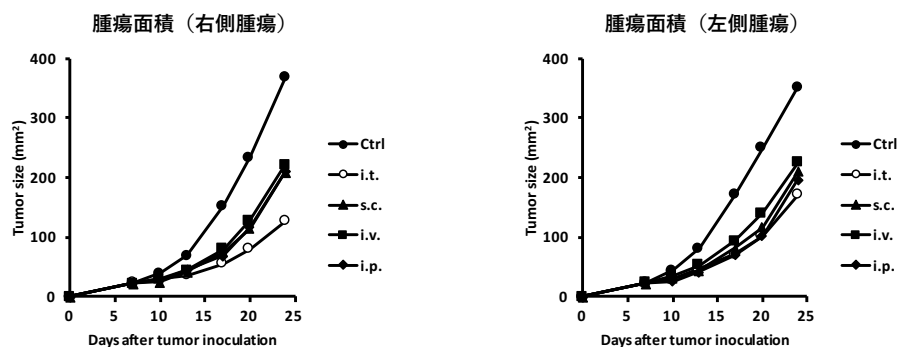 腫瘍面積（右側腫瘍）
Tumor size (mm²)
400
300
200
100
0
0 5 10 15 20 25
Days after tumor inoculation
Ctrl
i.t.
s.c.
i.v.
i.p.
腫瘍面積（左側腫瘍）
Tumor size (mm²)
400
300
200
100
0
0 5 10 15 20 25
Days after tumor inoculation
Ctrl
i.t.
s.c.
i.v.
i.p.